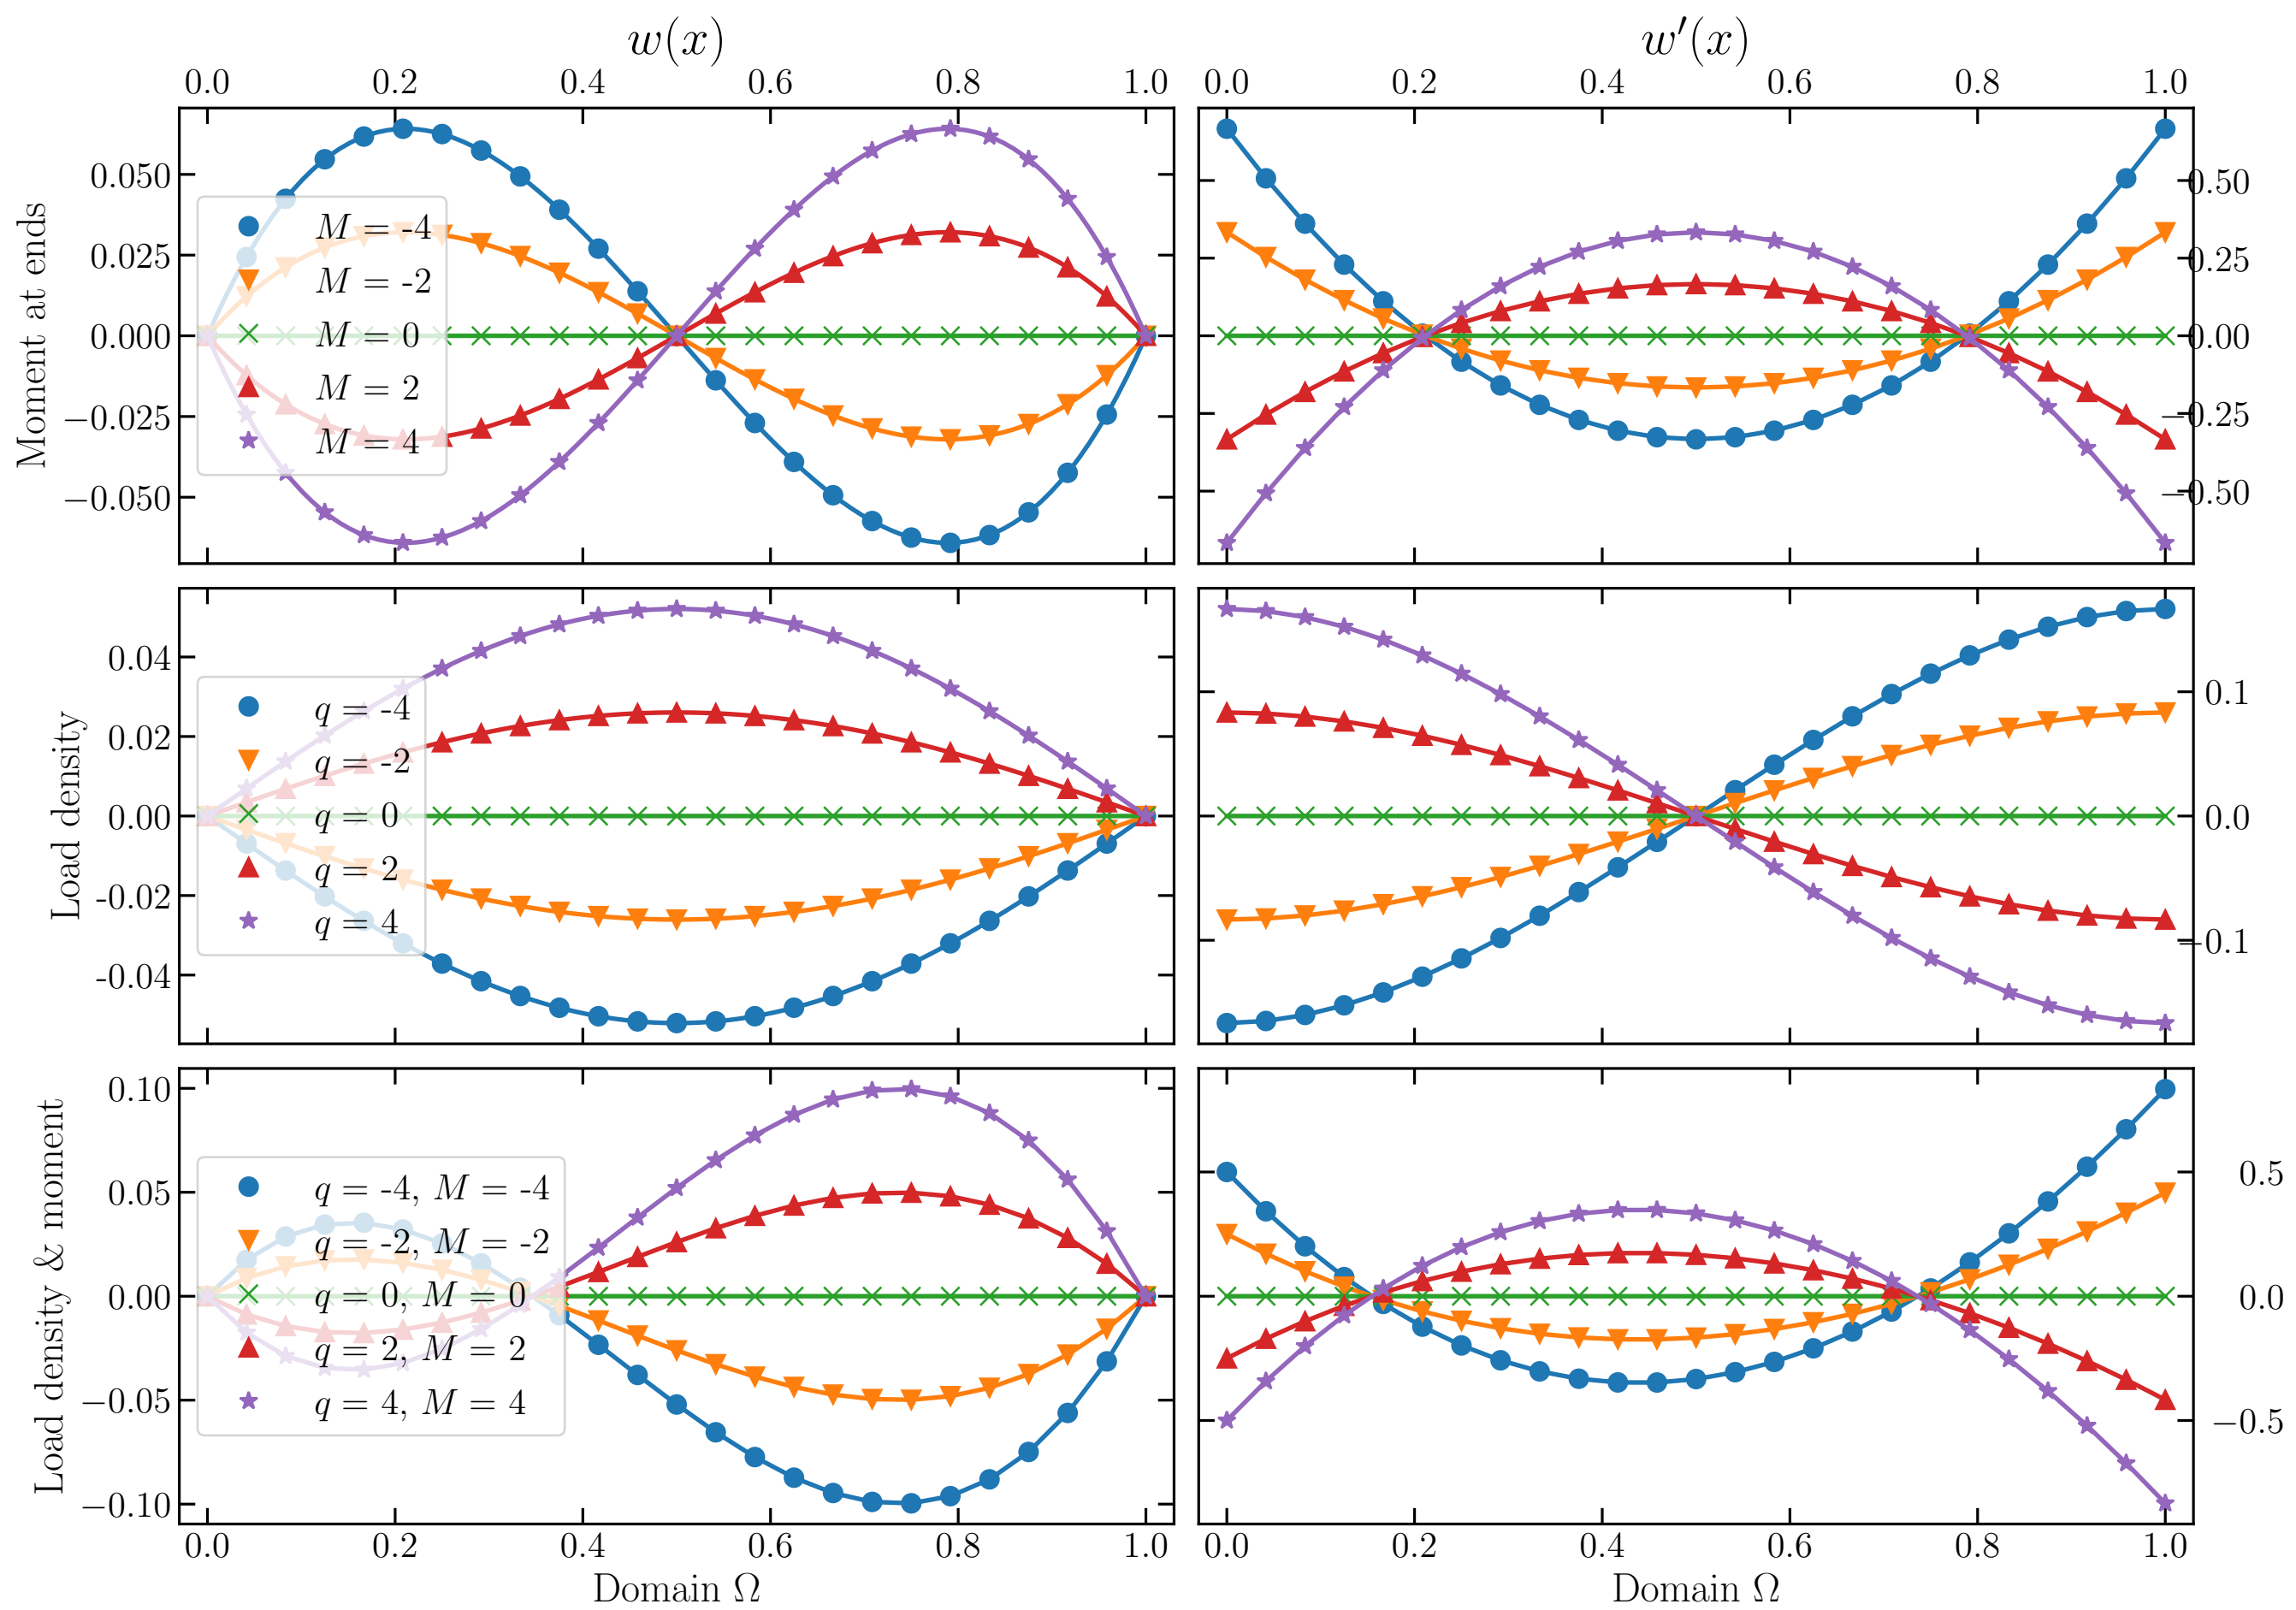 w(x)
w′(x)
0.0 0.2 0.4 0.6 0.8 1.0
0.0 0.2 0.4 0.6 0.8 1.0
Moment at ends
0.050
0.025
0.000
−0.025
−0.050
M = -4
M = -2
M = 0
M = 2
M = 4
0.50
0.25
0.00
−0.25
−0.50
Load density
0.04
0.02
0.00
-0.02
-0.04
q = -4
q = -2
q = 0
q = 2
q = 4
0.1
0.0
−0.1
Load density & moment
0.10
0.05
0.00
−0.05
−0.10
q = -4, M = -4
q = -2, M = -2
q = 0, M = 0
q = 2, M = 2
q = 4, M = 4
0.5
0.0
−0.5
0.0 0.2 0.4 0.6 0.8 1.0
0.0 0.2 0.4 0.6 0.8 1.0
Domain Ω
Domain Ω